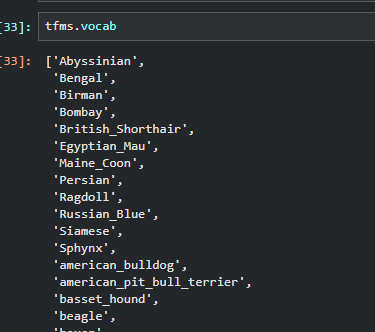 [33]: tfms.vocab
[33]: ['Abyssinian',
'Bengal',
'Birman',
'Bombay',
'British_Shorthair',
'Egyptian_Mau',
'Maine_Coon',
'Persian',
'Ragdoll',
'Russian_Blue',
'Siamese',
'Sphynx',
'american_bulldog',
'american_pit_bull_terrier',
'basset_hound',
'beagle',